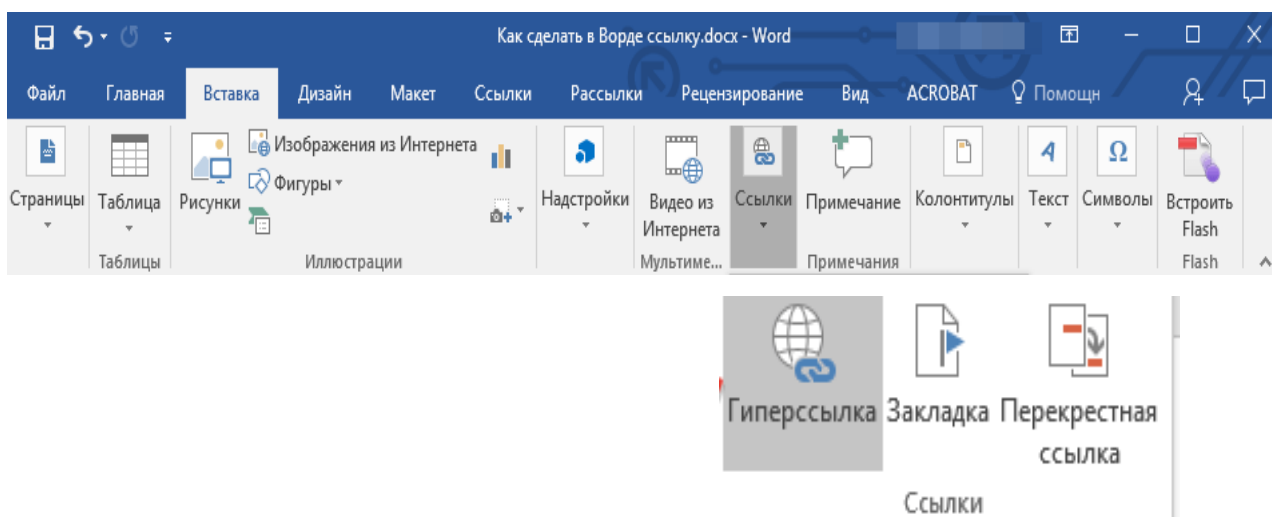 Как сделать в Ворде ссылку.docx - Word
Файл Главная Вставка Дизайн Макет Ссылки Рассылки Рецензирование Вид ACROBAT Помощн
Изображения из Интернета
Фигуры
Страницы Таблица Рисунки Надстройки Видео из Интернета Ссылки Примечание Колонтитулы Текст Символы Встроить Flash
Таблицы Иллюстрации Мультиме... Примечания Flash
Гиперссылка Закладка Перекрестная
ссылка
Ссылки